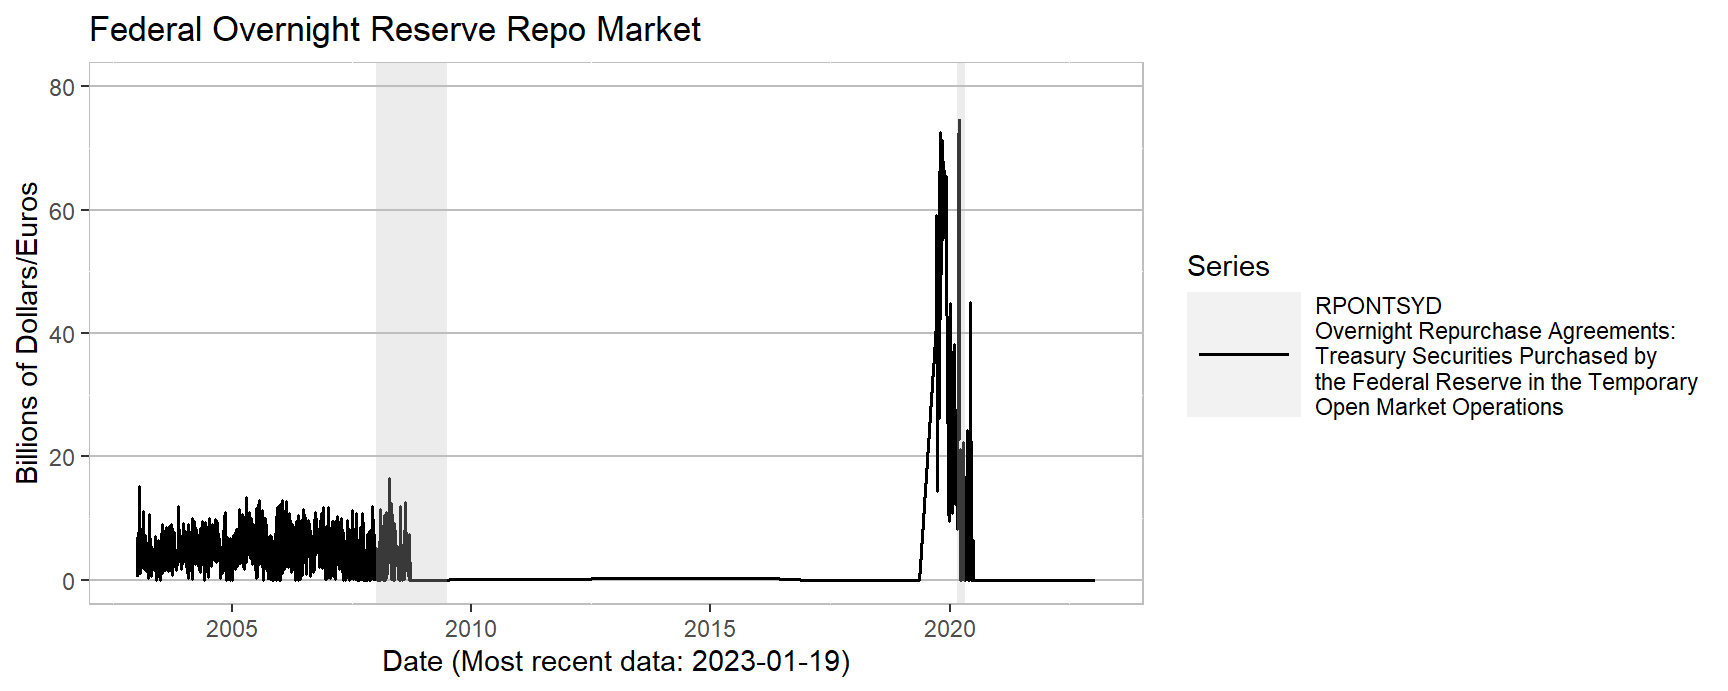 Federal Overnight Reserve Repo Market
Billions of Dollars/Euros
80
60
40
20
0
2005
2010
2015
2020
Date (Most recent data: 2023-01-19)
Series
RPONTSYD
Overnight Repurchase Agreements:
Treasury Securities Purchased by
the Federal Reserve in the Temporary
Open Market Operations